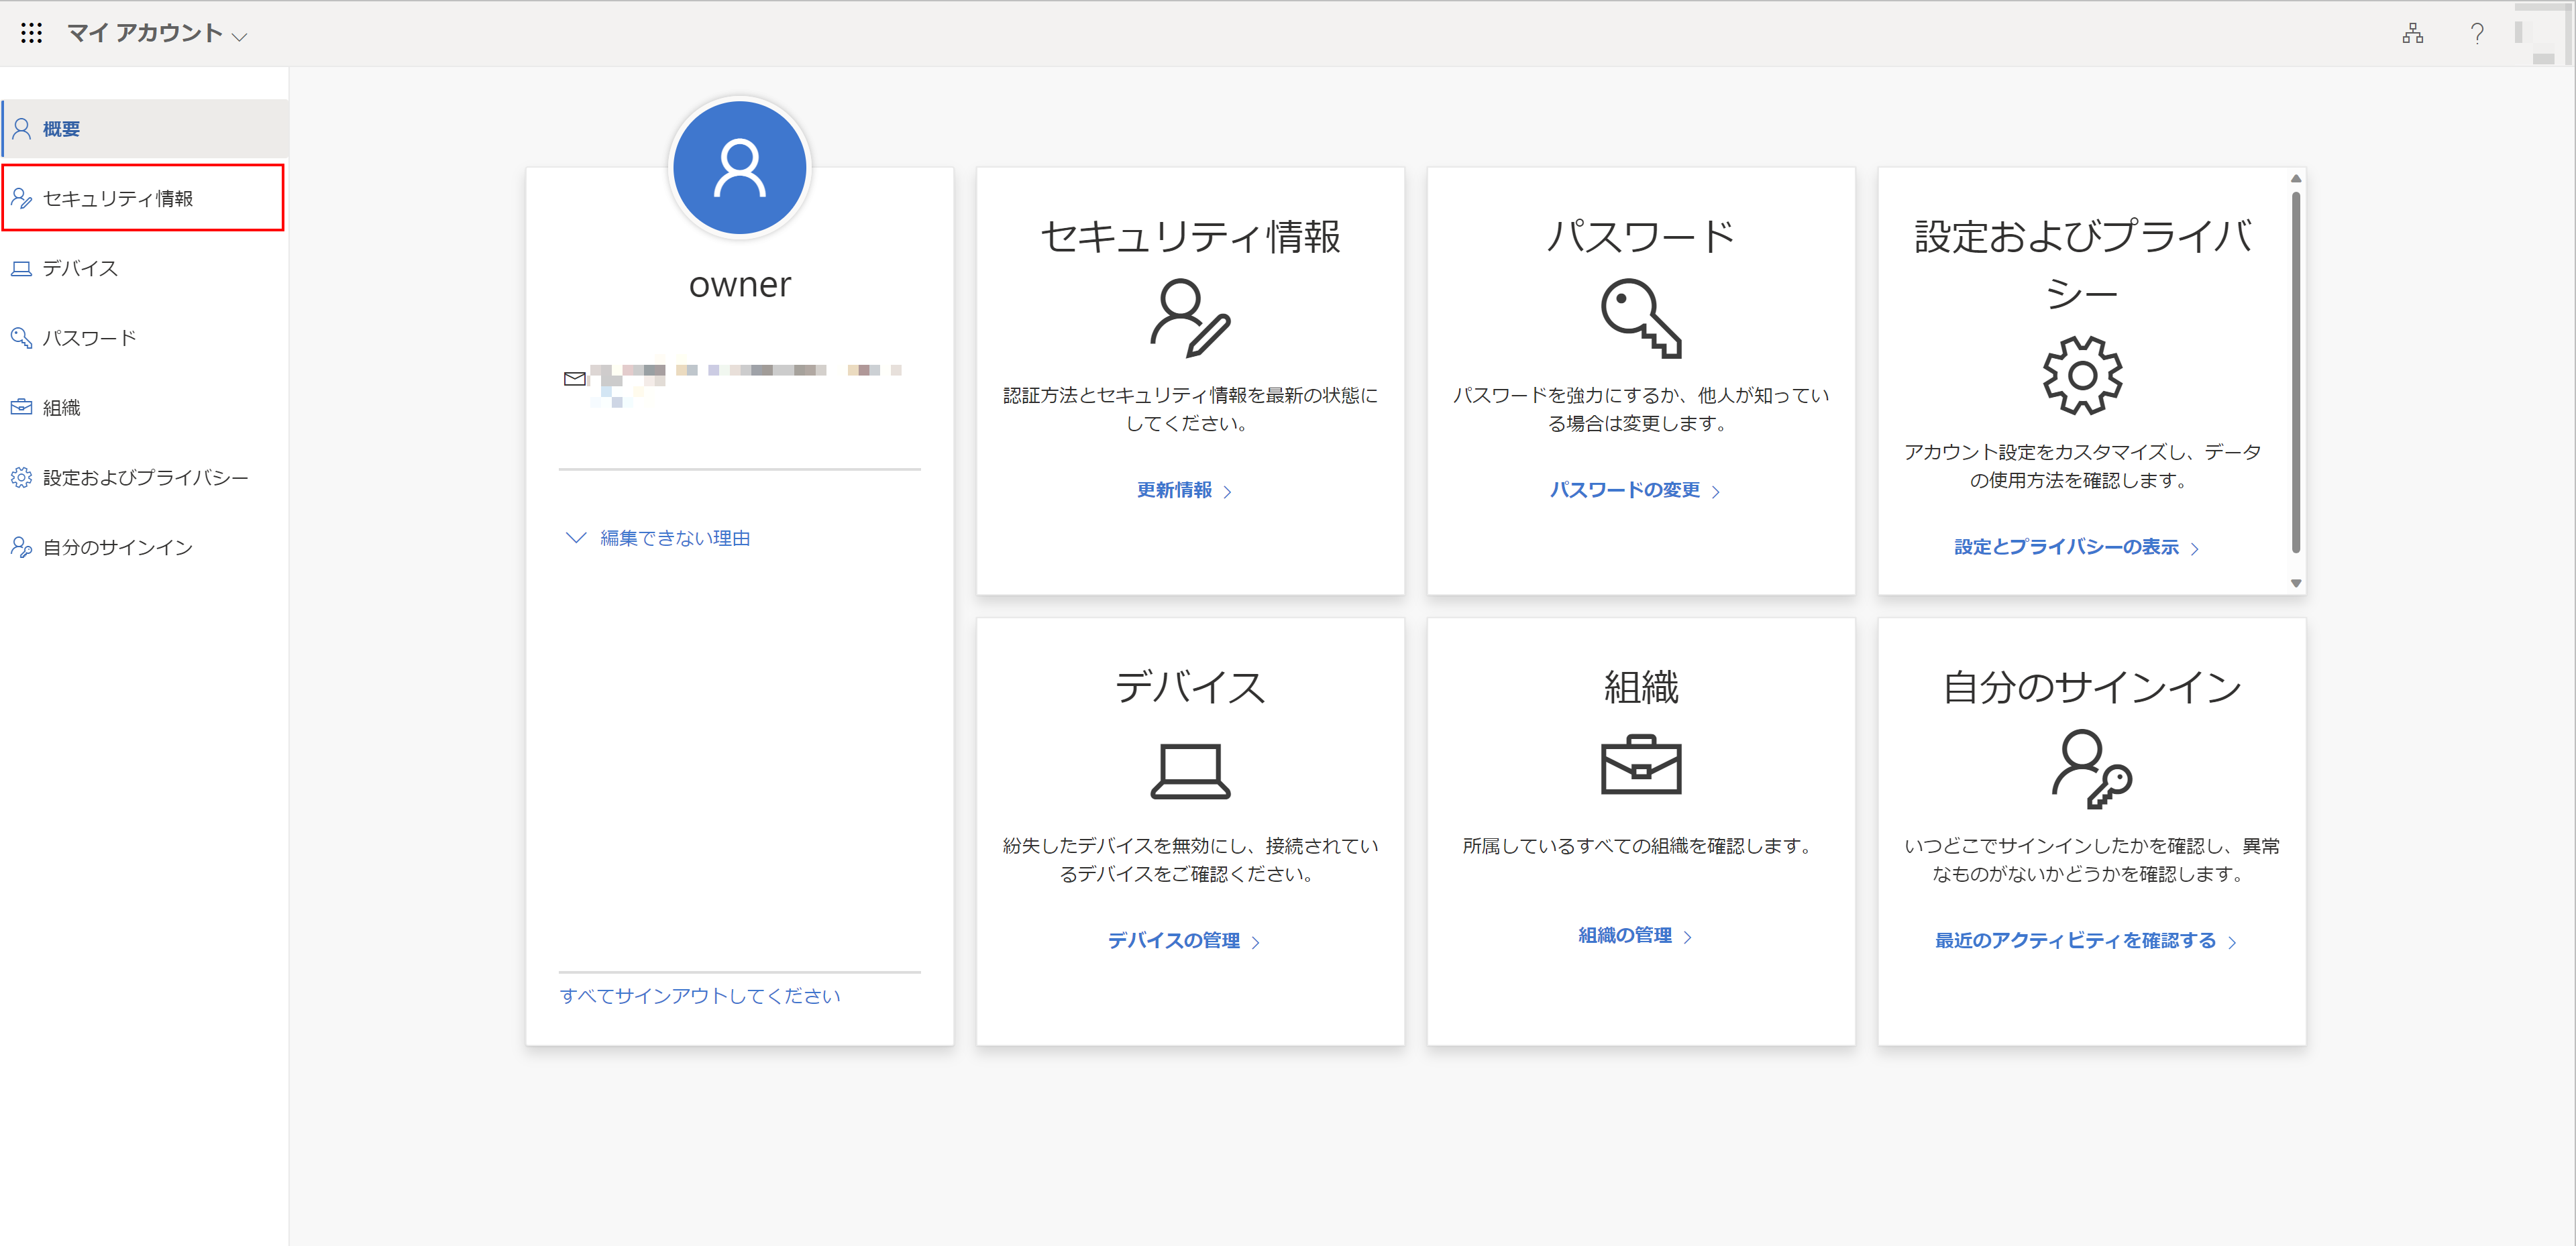 マイ アカウント
概要
セキュリティ情報
デバイス
パスワード
組織
設定およびプライバシー
自分のサインイン
owner
編集できない理由
すべてサインアウトしてください
セキュリティ情報
認証方法とセキュリティ情報を最新の状態に
してください。
更新情報
パスワード
パスワードを強力にするか、他人が知ってい
る場合は変更します。
パスワードの変更
設定およびプライバ
シー
アカウント設定をカスタマイズし、データ
の使用方法を確認します。
設定とプライバシーの表示
デバイス
紛失したデバイスを無効にし、接続されてい
るデバイスをご確認ください。
デバイスの管理
組織
所属しているすべての組織を確認します。
組織の管理
自分のサインイン
いつどこでサインインしたかを確認し、異常
なものがないかどうかを確認します。
最近のアクティビティを確認する